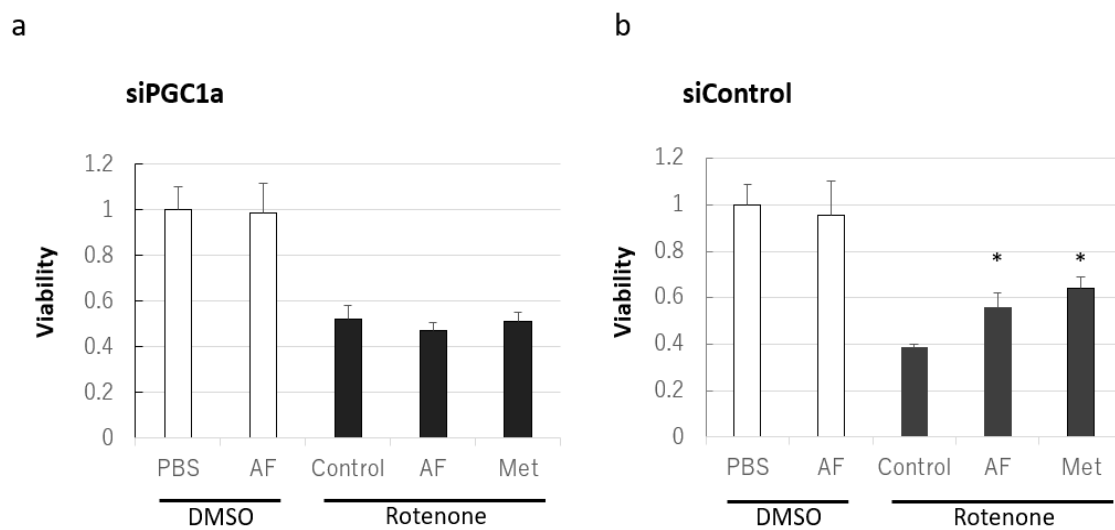 a
siPGC1a
Viability
1.2
1
0.8
0.6
0.4
0.2
0
PBS AF Control AF Met
DMSO Rotenone
b
siControl
Viability
1.2
1
0.8
0.6
0.4
0.2
0
* *
PBS AF Control AF Met
DMSO Rotenone